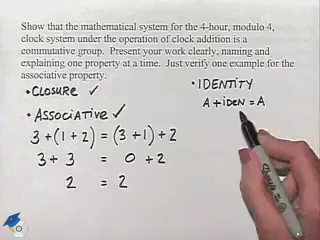 Show that the mathematical system for the 4-hour, modulo 4,
clock system under the operation of clock addition is a
commutative group. Present your work clearly, naming and
explaining one property at a time. Just verify one example for the
associative property.
• CLOSURE ✓
• ASSOCIATIVE ✓
3 + (1 + 2) = (3 + 1) + 2
3 + 3 = 0 + 2
2 = 2
• IDENTITY
A + iDEN = A